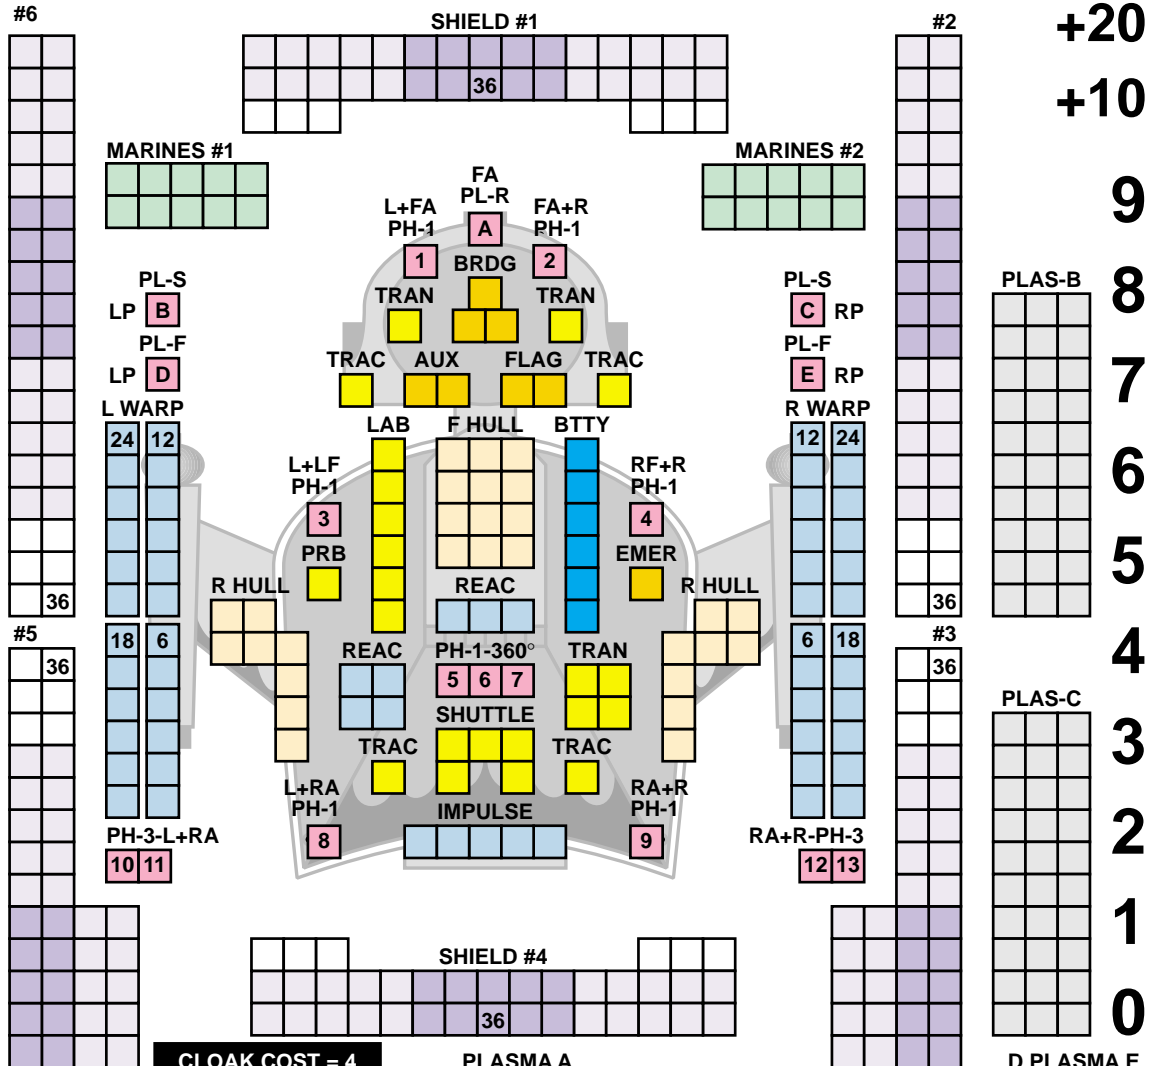 #6
SHIELD #1
#2
+20
36
+10
MARINES #1
MARINES #2
FA
PL-R
9
L+FA
PH-1
FA+R
PH-1
A
1
2
BRDG
PL-S
TRAN
TRAN
PL-S
PLAS-B
8
LP
B
C
RP
PL-F
PL-F
TRAC
AUX
FLAG
TRAC
7
LP
D
E
RP
L WARP
R WARP
LAB
F HULL
BTTY
24
12
12
24
L+LF
PH-1
RF+R
PH-1
6
3
4
PRB
EMER
5
R HULL
REAC
R HULL
36
36
#5
#3
18
6
6
18
REAC
PH-1-360°
TRAN
4
36
36
5
6
7
PLAS-C
SHUTTLE
3
TRAC
TRAC
L+RA
PH-1
RA+R
PH-1
IMPULSE
PH-3-L+RA
RA+R-PH-3
2
8
9
10
11
12
13
1
SHIELD #4
36
0
CLOAK COST = 4
PLASMA A
D PLASMA E